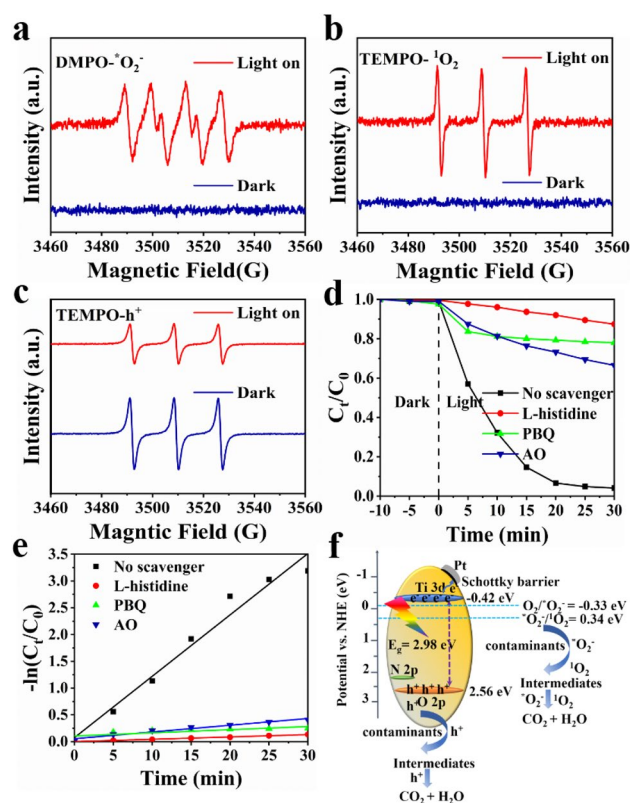 a
DMPO-*O₂⁻
Light on
Dark
Intensity (a.u.)
3460 3480 3500 3520 3540 3560
Magnetic Field(G)
b
TEMPO- ¹O₂
Light on
Dark
Intensity (a.u.)
3460 3480 3500 3520 3540 3560
Magnetic Field (G)
c
TEMPO-h⁺
Light on
Dark
Intensity (a.u.)
3460 3480 3500 3520 3540 3560
Magntic Field(G)
d
1.0
0.8
0.6
0.4
0.2
0.0
Cₜ/C₀
Dark
Light
No scavenger
L-histidine
PBQ
AO
-10 -5 0 5 10 15 20 25 30
Time (min)
e
3.5
3.0
2.5
2.0
1.5
1.0
0.5
0.0
-ln(Cₜ/C₀)
No scavenger
L-histidine
PBQ
AO
0 5 10 15 20 25 30
Time (min)
f
Potential vs. NHE (eV)
-1
0
1
2
3
Pt
Schottky barrier
Ti 3d e⁻
e⁻ e⁻ e⁻ e⁻
-0.42 (eV)
O₂/*O₂⁻ = -0.33 (eV)
*O₂⁻/¹O₂ = 0.34 (eV)
E_g = 2.98 eV
N 2p
h⁺ h⁺ h⁺
h⁺ O 2p
2.56 eV
contaminants
*O₂⁻
¹O₂
Intermediates
*O₂⁻ ¹O₂
CO₂ + H₂O
contaminants
h⁺
Intermediates
h⁺
CO₂ + H₂O